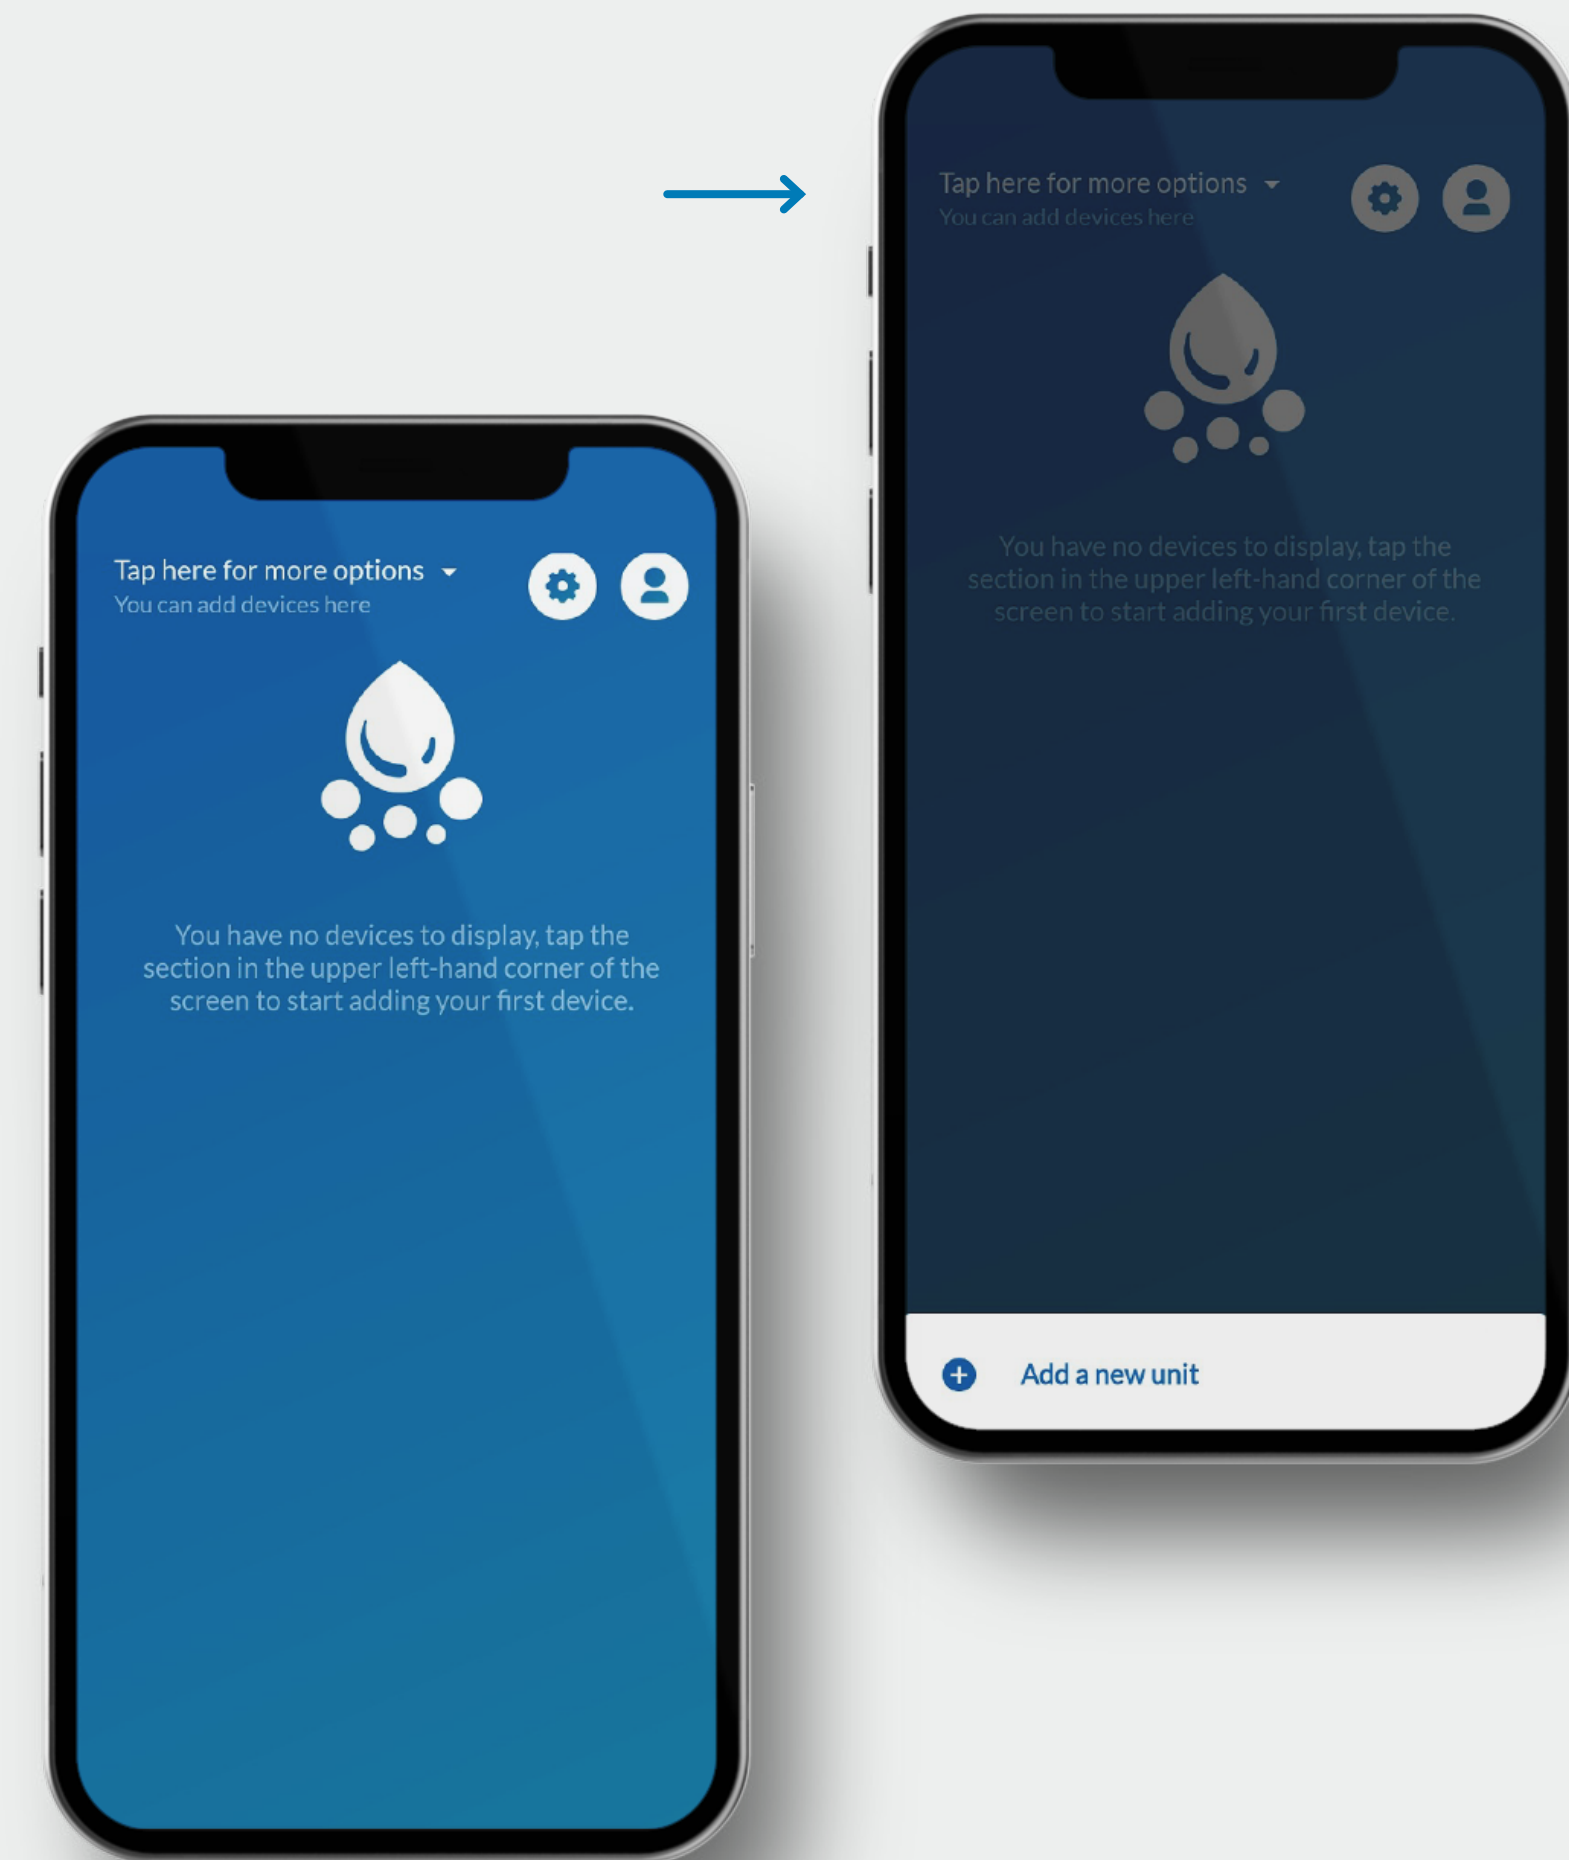 Tap here for more options
You can add devices here
You have no devices to display, tap the
section in the upper left-hand corner of the
screen to start adding your first device.
Tap here for more options
You can add devices here
You have no devices to display, tap the
section in the upper left-hand corner of the
screen to start adding your first device.
Add a new unit